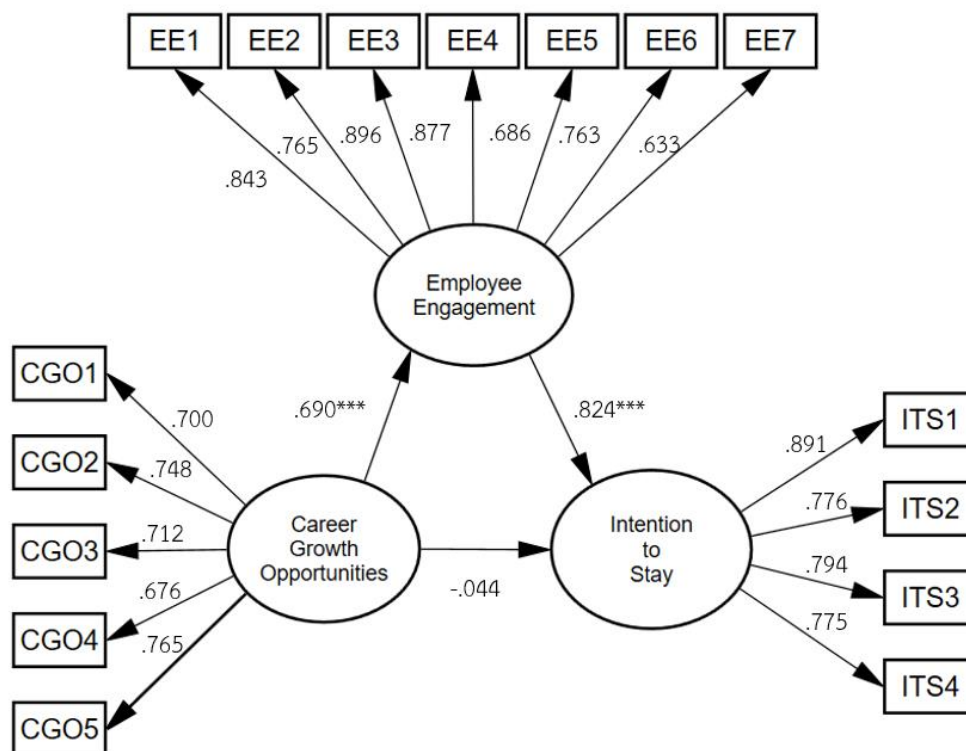 EE1 EE2 EE3 EE4 EE5 EE6 EE7
.843 .765 .896 .877 .686 .763 .633
Employee
Engagement
CGO1
CGO2
CGO3
CGO4
CGO5
.700
.748
.712
.676
.765
Career
Growth
Opportunities
.690***
.824***
-.044
Intention
to
Stay
.891
.776
.794
.775
ITS1
ITS2
ITS3
ITS4